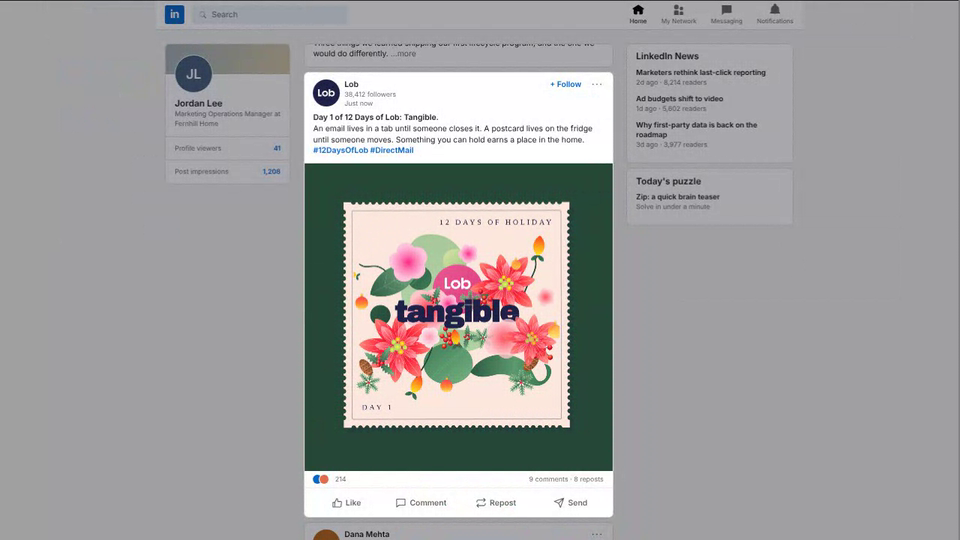 in
Search
Home
My Network
Messaging
Notifications
JL
Jordan Lee
Marketing Operations Manager at
Fernhill Home
Profile viewers 41
Post impressions 1,208
would do differently. ...more
Lob
Lob
38,412 followers
Just now
+ Follow
Day 1 of 12 Days of Lob: Tangible.
An email lives in a tab until someone closes it. A postcard lives on the fridge
until someone moves. Something you can hold earns a place in the home.
#12DaysOfLob #DirectMail
12 DAYS OF HOLIDAY
Lob
tangible
DAY 1
214
9 comments · 8 reposts
Like
Comment
Repost
Send
Dana Mehta
LinkedIn News
Marketers rethink last-click reporting
2d ago · 8,214 readers
Ad budgets shift to video
1d ago · 5,602 readers
Why first-party data is back on the
roadmap
3d ago · 3,977 readers
Today's puzzle
Zip: a quick brain teaser
Solve in under a minute